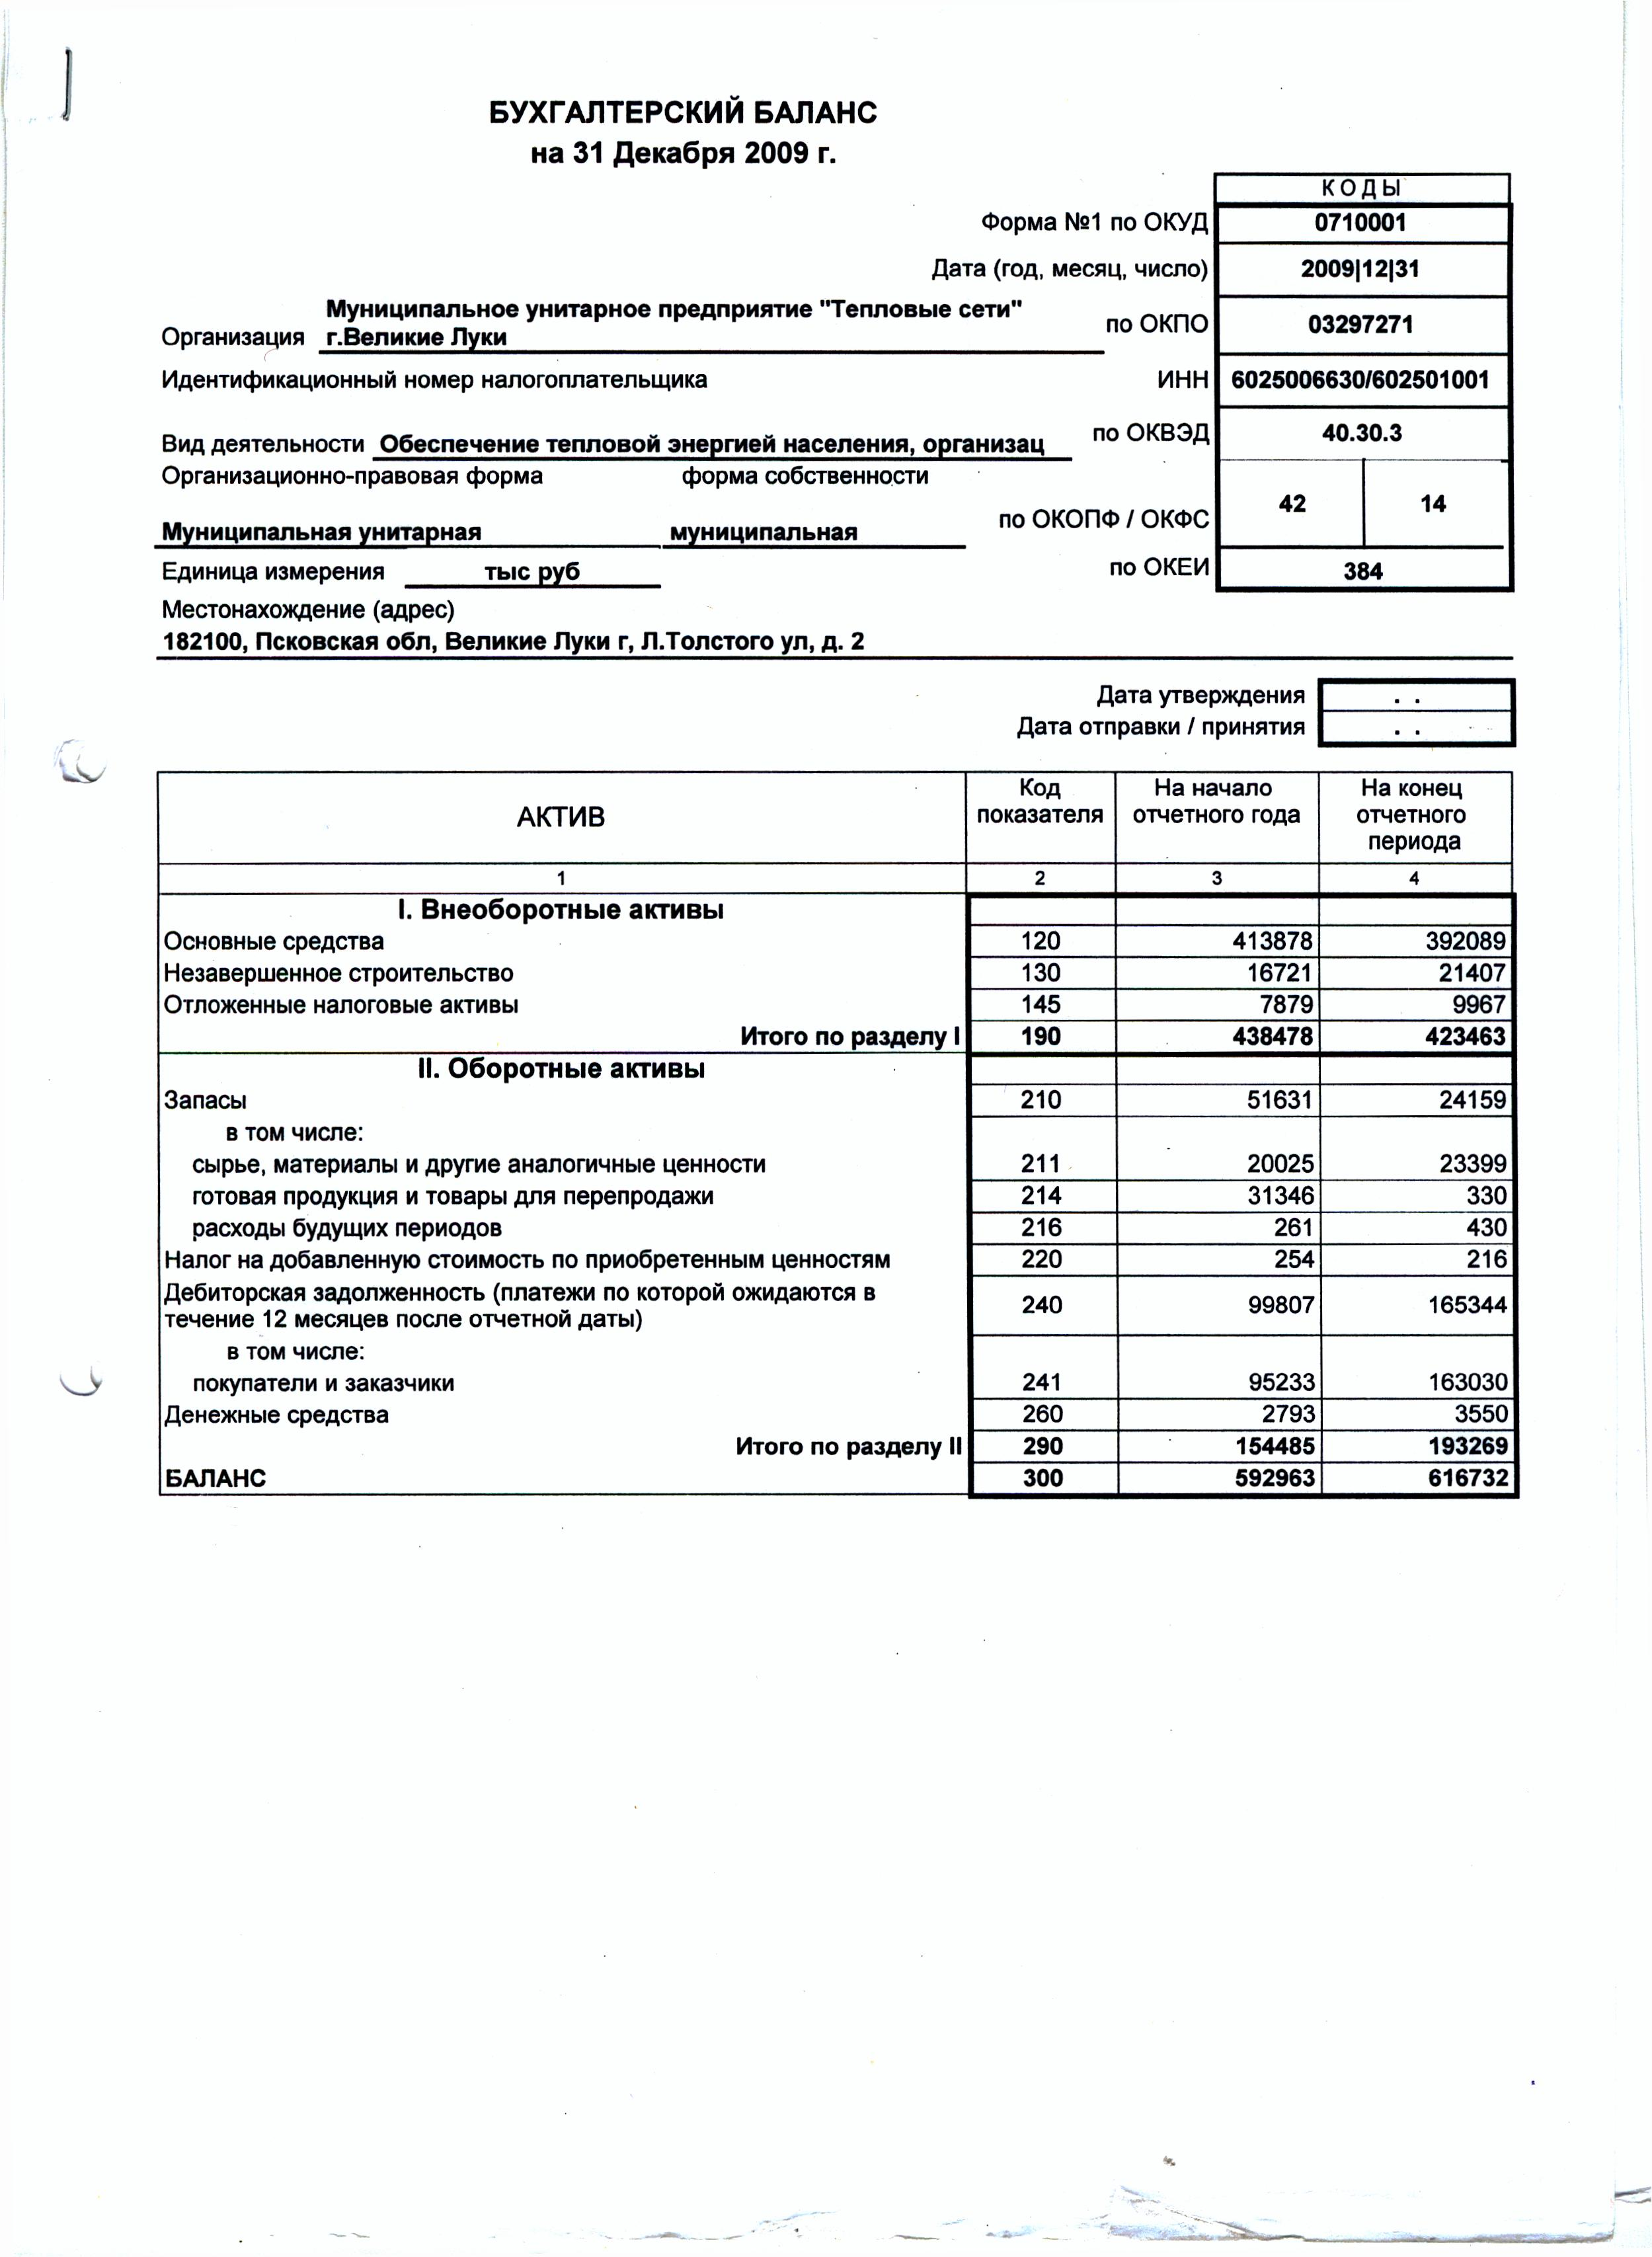 БУХГАЛТЕРСКИЙ БАЛАНС
на 31 Декабря 2009 г.
КОДЫ
Форма №1 по ОКУД 0710001
Дата (год, месяц, число) 2009|12|31
Муниципальное унитарное предприятие "Тепловые сети"
Организация г.Великие Луки по ОКПО 03297271
Идентификационный номер налогоплательщика ИНН 6025006630/602501001
Вид деятельности Обеспечение тепловой энергией населения, организац по ОКВЭД 40.30.3
Организационно-правовая форма форма собственности
Муниципальная унитарная муниципальная по ОКОПФ / ОКФС 42 14
Единица измерения тыс руб по ОКЕИ 384
Местонахождение (адрес)
182100, Псковская обл, Великие Луки г, Л.Толстого ул, д. 2
Дата утверждения . .
Дата отправки / принятия . .
АКТИВ Код показателя На начало отчетного года На конец отчетного периода
1 2 3 4
I. Внеоборотные активы
Основные средства 120 413878 392089
Незавершенное строительство 130 16721 21407
Отложенные налоговые активы 145 7879 9967
Итого по разделу I 190 438478 423463
II. Оборотные активы
Запасы 210 51631 24159
в том числе:
сырье, материалы и другие аналогичные ценности 211 20025 23399
готовая продукция и товары для перепродажи 214 31346 330
расходы будущих периодов 216 261 430
Налог на добавленную стоимость по приобретенным ценностям 220 254 216
Дебиторская задолженность (платежи по которой ожидаются в
течение 12 месяцев после отчетной даты) 240 99807 165344
в том числе:
покупатели и заказчики 241 95233 163030
Денежные средства 260 2793 3550
Итого по разделу II 290 154485 193269
БАЛАНС 300 592963 616732